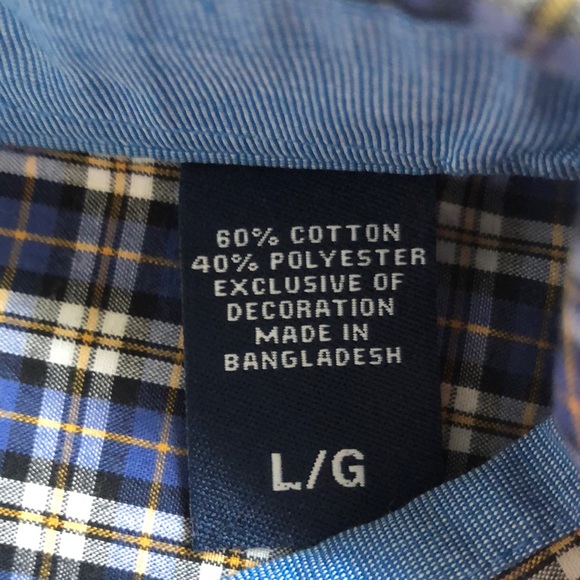 60% COTTON
40% POLYESTER
EXCLUSIVE OF
DECORATION
MADE IN
BANGLADESH
L/G